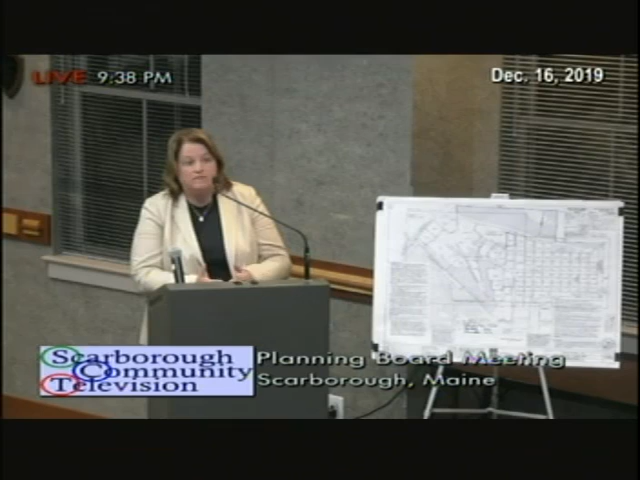 LIVE 9:38 PM
Dec. 16, 2019
Scarborough
Community
Television
Planning Board Meeting
Scarborough, Maine